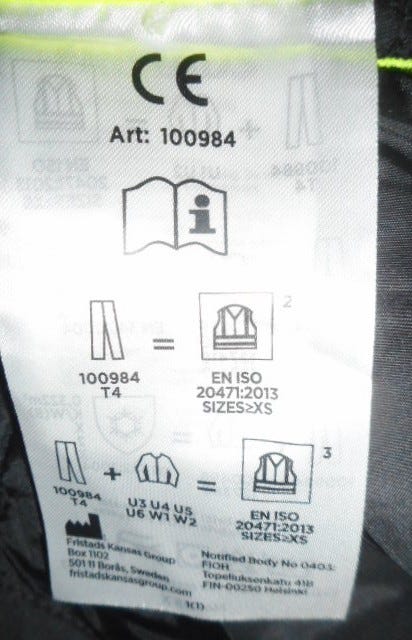 CE
Art: 100984
i
2
100984
T4
=
EN ISO
20471:2013
SIZES≥XS
3
100984
T4
+
U3 U4 U5
U6 W1 W2
=
EN ISO
20471:2013
SIZES≥XS
Fristads Kansas Group
Box 1102
501 11 Borås, Sweden
fristadskansasgroup.com
Notified Body No 0403:
FIOH
Topeliuksenkatu 41B
FIN-00250 Helsinki
1(1)